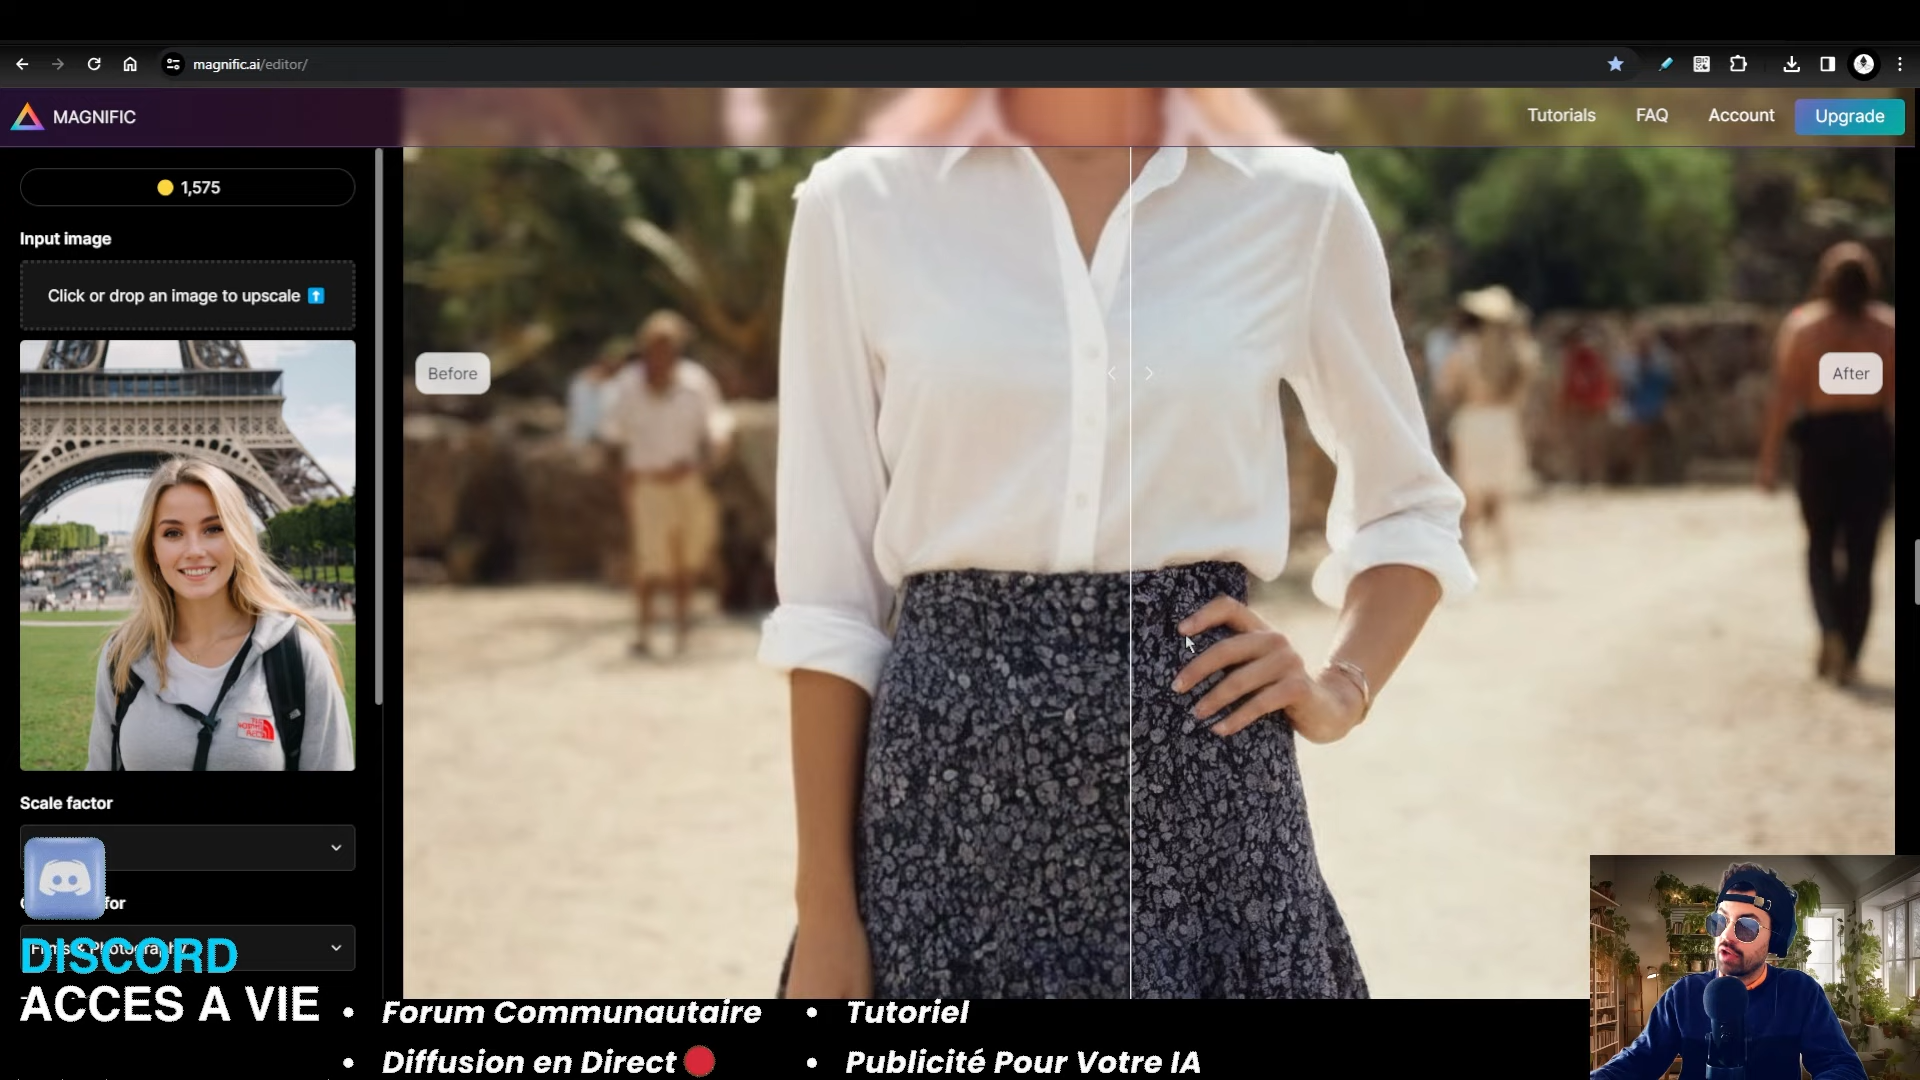 magnific.ai/editor/
MAGNIFIC
Tutorials
FAQ
Account
Upgrade
1,575
Input image
Click or drop an image to upscale
Before
After
Scale factor
for
DISCORD
ACCES A VIE
• Forum Communautaire
• Tutoriel
• Diffusion en Direct
• Publicité Pour Votre IA